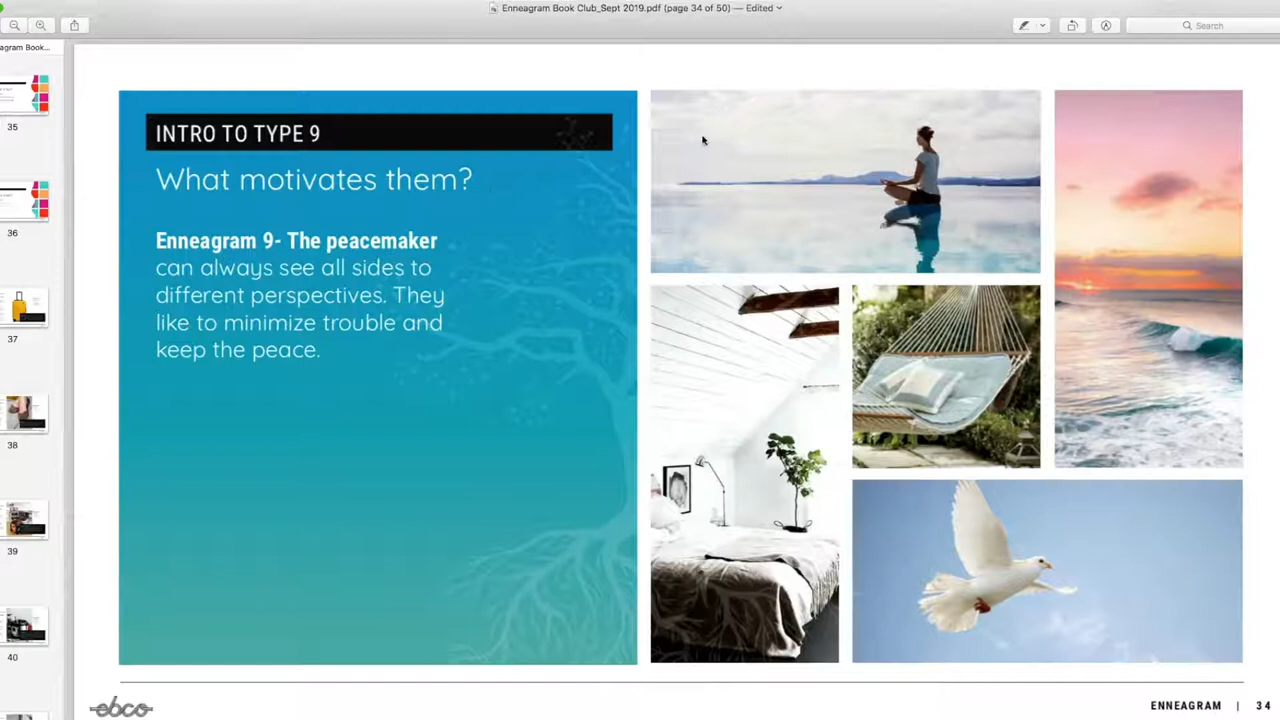 Enneagram Book Club_Sept 2019.pdf (page 34 of 50) — Edited
Search
agram Book...
35
36
37
38
39
40
INTRO TO TYPE 9
What motivates them?
Enneagram 9- The peacemaker
can always see all sides to
different perspectives. They
like to minimize trouble and
keep the peace.
ebco
ENNEAGRAM | 34